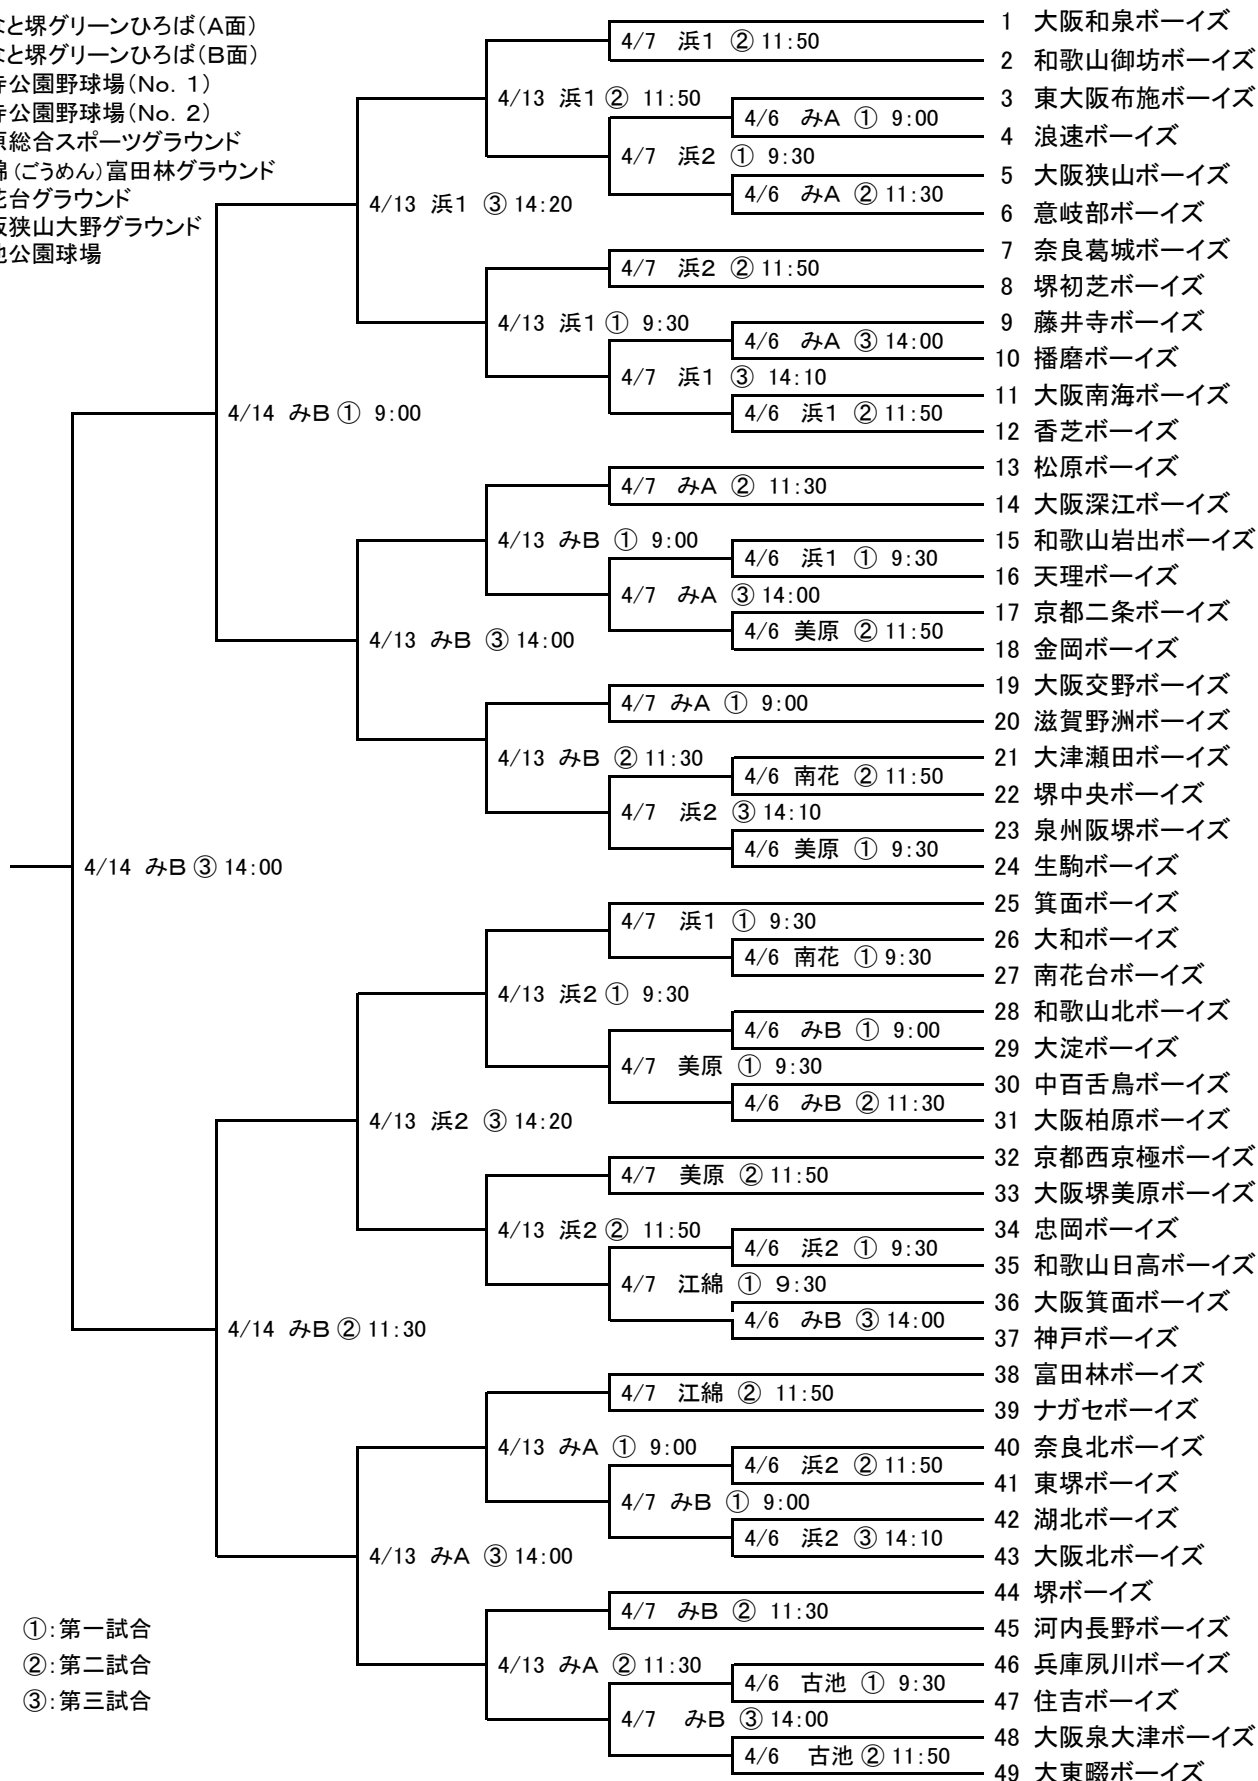 なと堺グリーンひろば(A面)
なと堺グリーンひろば(B面)
寺公園野球場(No. 1)
寺公園野球場(No. 2)
原総合スポーツグラウンド
綿(ごうめん)富田林グラウンド
花台グラウンド
阪狭山大野グラウンド
池公園球場
1 大阪和泉ボーイズ
4/7 浜1 ② 11:50
2 和歌山御坊ボーイズ
4/13 浜1 ② 11:50
3 東大阪布施ボーイズ
4/6 みA ① 9:00
4 浪速ボーイズ
4/7 浜2 ① 9:30
5 大阪狭山ボーイズ
4/6 みA ② 11:30
6 意岐部ボーイズ
4/13 浜1 ③ 14:20
7 奈良葛城ボーイズ
4/7 浜2 ② 11:50
8 堺初芝ボーイズ
4/13 浜1 ① 9:30
9 藤井寺ボーイズ
4/6 みA ③ 14:00
10 播磨ボーイズ
4/7 浜1 ③ 14:10
11 大阪南海ボーイズ
4/6 浜1 ② 11:50
12 香芝ボーイズ
4/14 みB ① 9:00
13 松原ボーイズ
4/7 みA ② 11:30
14 大阪深江ボーイズ
4/13 みB ① 9:00
15 和歌山岩出ボーイズ
4/6 浜1 ① 9:30
16 天理ボーイズ
4/7 みA ③ 14:00
17 京都二条ボーイズ
4/6 美原 ② 11:50
18 金岡ボーイズ
4/13 みB ③ 14:00
19 大阪交野ボーイズ
4/7 みA ① 9:00
20 滋賀野洲ボーイズ
4/13 みB ② 11:30
21 大津瀬田ボーイズ
4/6 南花 ② 11:50
22 堺中央ボーイズ
4/7 浜2 ③ 14:10
23 泉州阪堺ボーイズ
4/6 美原 ① 9:30
24 生駒ボーイズ
4/14 みB ③ 14:00
25 箕面ボーイズ
4/7 浜1 ① 9:30
26 大和ボーイズ
4/6 南花 ① 9:30
27 南花台ボーイズ
4/13 浜2 ① 9:30
28 和歌山北ボーイズ
4/6 みB ① 9:00
29 大淀ボーイズ
4/7 美原 ① 9:30
30 中百舌鳥ボーイズ
4/6 みB ② 11:30
31 大阪柏原ボーイズ
4/13 浜2 ③ 14:20
32 京都西京極ボーイズ
4/7 美原 ② 11:50
33 大阪堺美原ボーイズ
4/13 浜2 ② 11:50
34 忠岡ボーイズ
4/6 浜2 ① 9:30
35 和歌山日高ボーイズ
4/7 江綿 ① 9:30
36 大阪箕面ボーイズ
4/6 みB ③ 14:00
37 神戸ボーイズ
4/14 みB ② 11:30
38 富田林ボーイズ
4/7 江綿 ② 11:50
39 ナガセボーイズ
4/13 みA ① 9:00
40 奈良北ボーイズ
4/6 浜2 ② 11:50
41 東堺ボーイズ
4/7 みB ① 9:00
42 湖北ボーイズ
4/6 浜2 ③ 14:10
43 大阪北ボーイズ
4/13 みA ③ 14:00
44 堺ボーイズ
4/7 みB ② 11:30
45 河内長野ボーイズ
4/13 みA ② 11:30
46 兵庫夙川ボーイズ
4/6 古池 ① 9:30
47 住吉ボーイズ
4/7 みB ③ 14:00
48 大阪泉大津ボーイズ
4/6 古池 ② 11:50
49 大東畷ボーイズ
①:第一試合
②:第二試合
③:第三試合